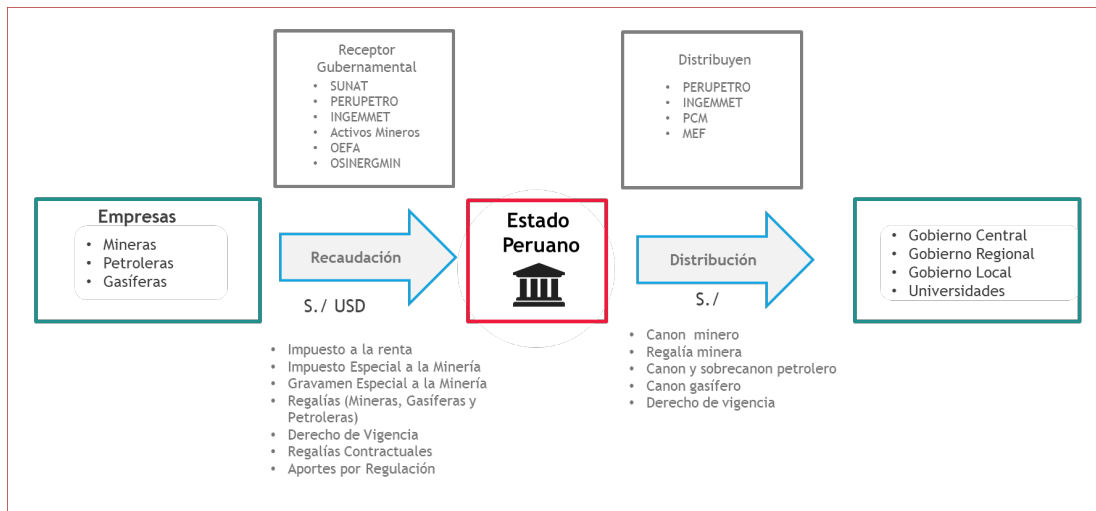 Receptor
Gubernamental
• SUNAT
• PERUPETRO
• INGEMMET
• Activos Mineros
• OEFA
• OSINERGMIN
Distribuyen
• PERUPETRO
• INGEMMET
• PCM
• MEF
Empresas
• Mineras
• Petroleras
• Gasíferas
Recaudación
S./ USD
Estado
Peruano
Distribución
S./
• Gobierno Central
• Gobierno Regional
• Gobierno Local
• Universidades
• Impuesto a la renta
• Impuesto Especial a la Minería
• Gravamen Especial a la Minería
• Regalías (Mineras, Gasíferas y
Petroleras)
• Derecho de Vigencia
• Regalías Contractuales
• Aportes por Regulación
• Canon minero
• Regalía minera
• Canon y sobrecanon petrolero
• Canon gasífero
• Derecho de vigencia